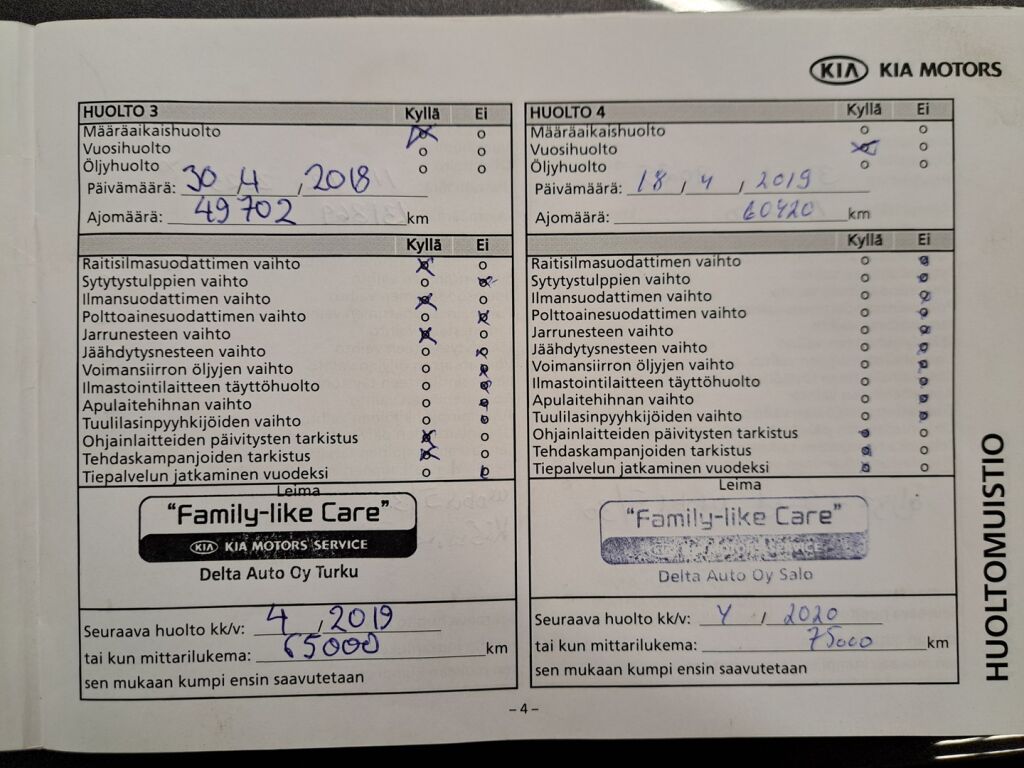 KIA KIA MOTORS
HUOLTO 3 Kyllä Ei
Määräaikaishuolto
Vuosihuolto
Öljyhuolto
Päivämäärä: 30 / 4 / 2018
Ajomäärä: 49 702 km
Kyllä Ei
Raitisilmasuodattimen vaihto
Sytytystulppien vaihto
Ilmansuodattimen vaihto
Polttoainesuodattimen vaihto
Jarrunesteen vaihto
Jäähdytysnesteen vaihto
Voimansiirron öljyjen vaihto
Ilmastointilaitteen täyttöhuolto
Apulaitehihnan vaihto
Tuulilasinpyyhkijöiden vaihto
Ohjainlaitteiden päivitysten tarkistus
Tehdaskampanjoiden tarkistus
Tiepalvelun jatkaminen vuodeksi
Leima
"Family-like Care"
KIA KIA MOTORS SERVICE
Delta Auto Oy Turku
Seuraava huolto kk/v: 4 / 2019
tai kun mittarilukema: 65000 km
sen mukaan kumpi ensin saavutetaan
HUOLTO 4 Kyllä Ei
Määräaikaishuolto
Vuosihuolto
Öljyhuolto
Päivämäärä: 18 / 4 / 2019
Ajomäärä: 60420 km
Kyllä Ei
Raitisilmasuodattimen vaihto
Sytytystulppien vaihto
Ilmansuodattimen vaihto
Polttoainesuodattimen vaihto
Jarrunesteen vaihto
Jäähdytysnesteen vaihto
Voimansiirron öljyjen vaihto
Ilmastointilaitteen täyttöhuolto
Apulaitehihnan vaihto
Tuulilasinpyyhkijöiden vaihto
Ohjainlaitteiden päivitysten tarkistus
Tehdaskampanjoiden tarkistus
Tiepalvelun jatkaminen vuodeksi
Leima
"Family-like Care"
KIA MOTORS SERVICE
Delta Auto Oy Salo
Seuraava huolto kk/v: 4 / 2020
tai kun mittarilukema: 75000 km
sen mukaan kumpi ensin saavutetaan
HUOLTOMUISTIO
– 4 –